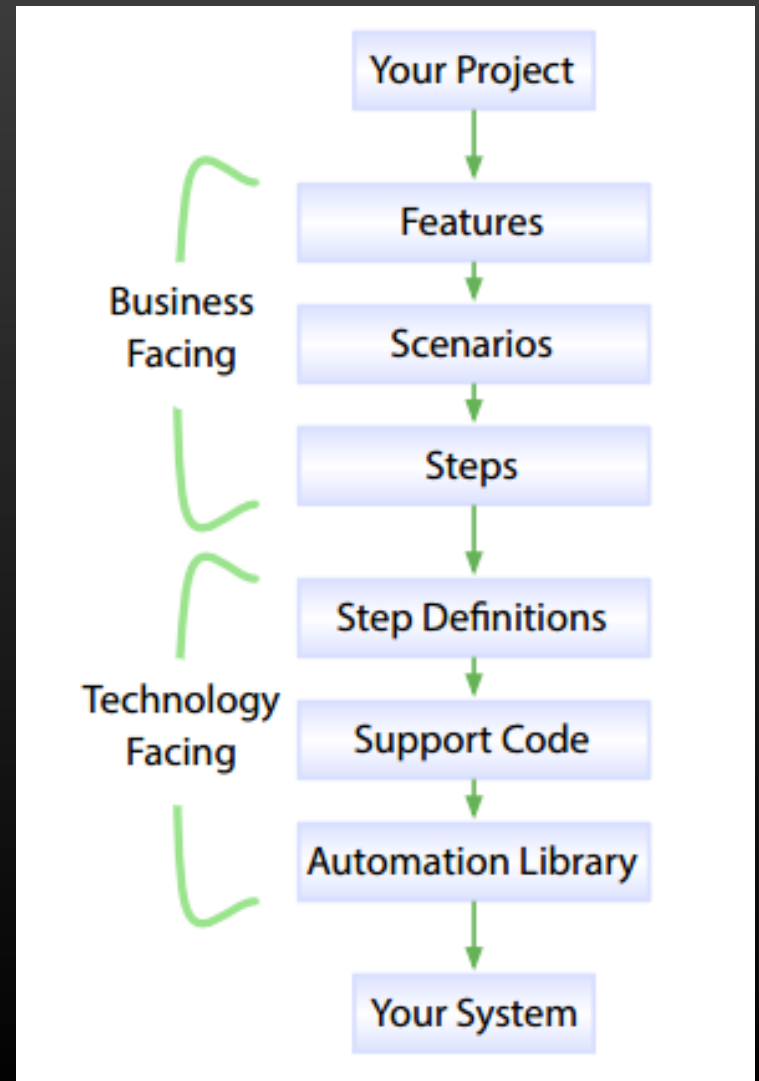 Your Project
Features
Business
Facing
Scenarios
Steps
Step Definitions
Technology
Facing
Support Code
Automation Library
Your System